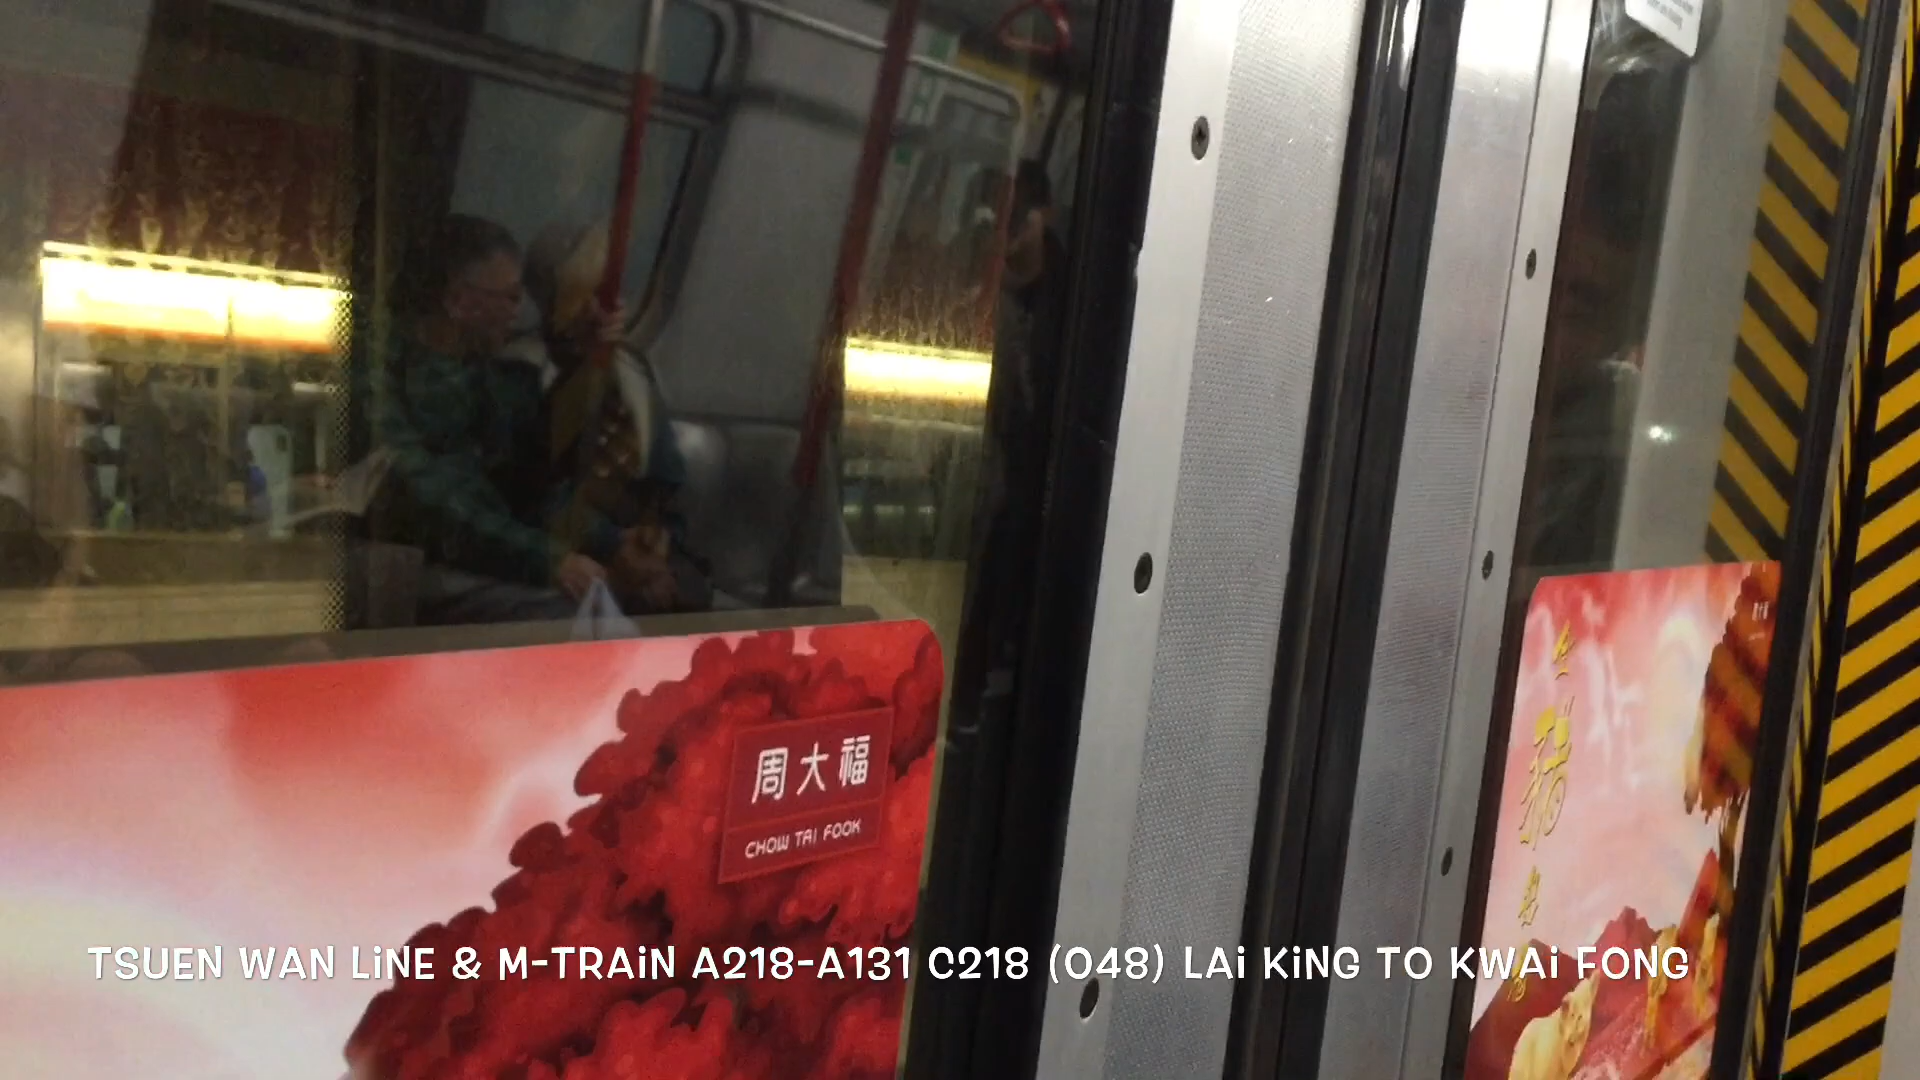 周大福
CHOW TAI FOOK
TSUEN WAN LiNE & M-TRAiN A218-A131 C218 (048) LAi KiNG TO KWAi FONG